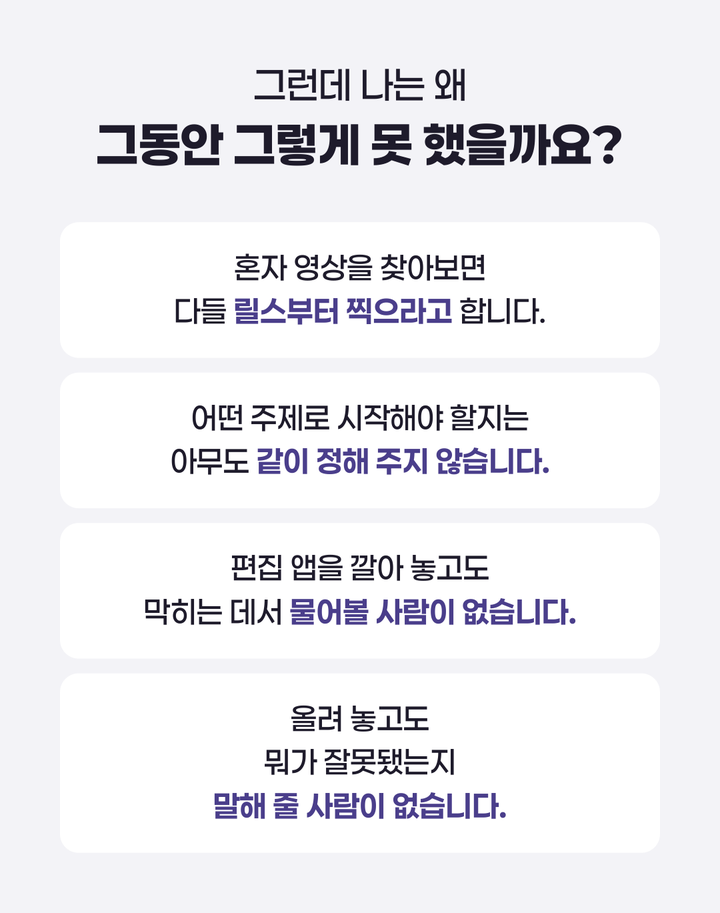 그런데 나는 왜
그동안 그렇게 못 했을까요?
혼자 영상을 찾아보면
다들 릴스부터 찍으라고 합니다.
어떤 주제로 시작해야 할지는
아무도 같이 정해 주지 않습니다.
편집 앱을 깔아 놓고도
막히는 데서 물어볼 사람이 없습니다.
올려 놓고도
뭐가 잘못됐는지
말해 줄 사람이 없습니다.